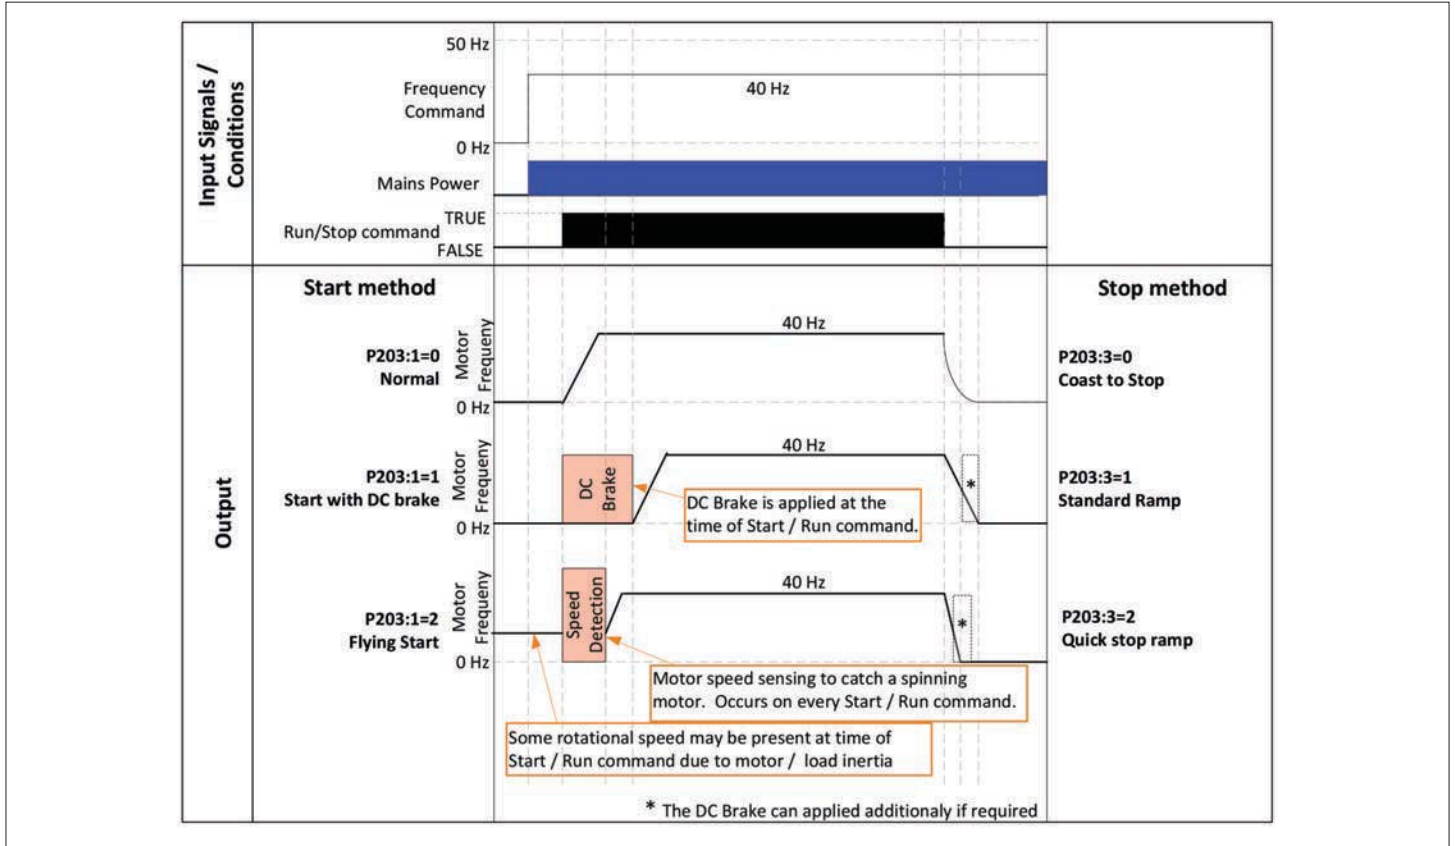 Input Signals /
Conditions
50 Hz
Frequency
Command
40 Hz
0 Hz
Mains Power
TRUE
Run/Stop command
FALSE
Output
Start method
Stop method
P203:1=0
Normal
Motor
Frequeny
40 Hz
0 Hz
P203:3=0
Coast to Stop
P203:1=1
Start with DC brake
Motor
Frequeny
DC
Brake
40 Hz
0 Hz
*
P203:3=1
Standard Ramp
DC Brake is applied at the
time of Start / Run command.
P203:1=2
Flying Start
Motor
Frequeny
Speed
Detection
40 Hz
0 Hz
*
P203:3=2
Quick stop ramp
Motor speed sensing to catch a spinning
motor. Occurs on every Start / Run command.
Some rotational speed may be present at time of
Start / Run command due to motor / load inertia
* The DC Brake can applied additionaly if required